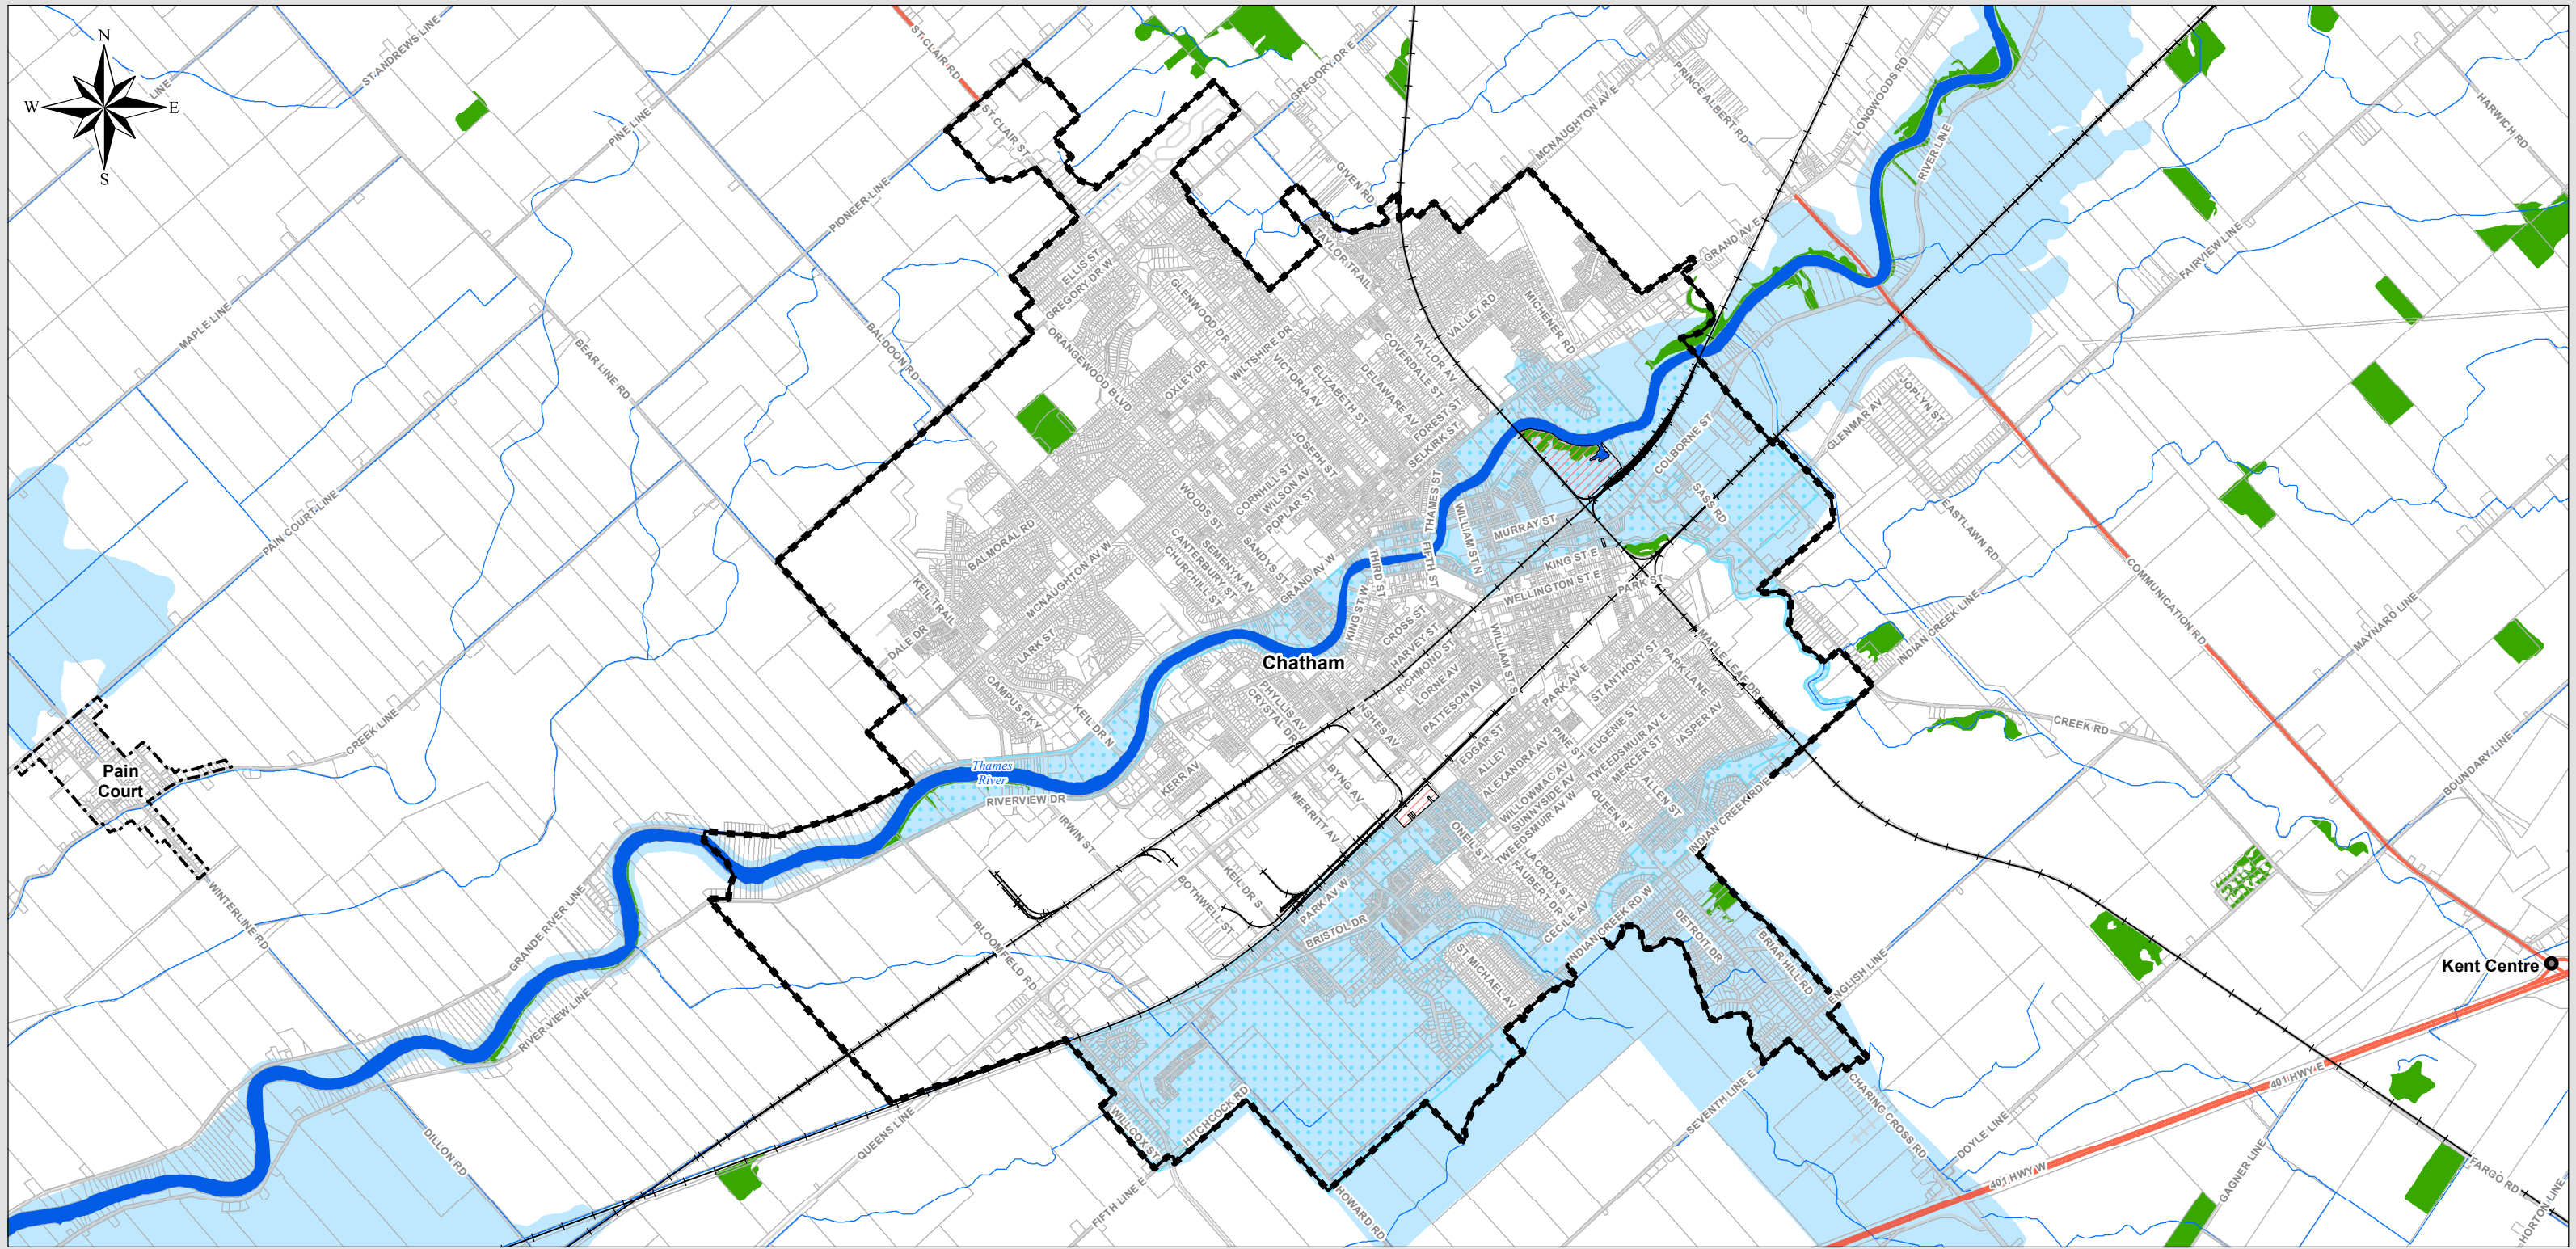 N
W
E
S
LINE
ST ANDREWS LINE
ST CLAIR RD
ST CLAIR ST
GREGORY DR E
PINE LINE
PIONEER LINE
MAPLE LINE
BEAR LINE RD
BALDOON RD
PAIN COURT LINE
CREEK LINE
Pain
Court
WINTERLINE RD
GRANDE RIVER LINE
RIVER VIEW LINE
DILLON RD
GIVEN RD
MCNAUGHTON AV E
PRINCE ALBERT RD
LONGWOODS RD
RIVER LINE
HARWICH RD
FAIRVIEW LINE
GRAND AV E
ELLIS ST
GREGORY DR W
ORANGEWOOD BLVD
GLENWOOD DR
OXLEY DR
WILTSHIRE DR
VICTORIA AV
ELIZABETH ST
TAYLOR TRAIL
VALLEY RD
MICHENER RD
TAYLOR AV
COVERDALE ST
DELAWARE AV
FOREST ST
SELKIRK ST
JOSEPH ST
CORNHILL ST
WILSON AV
POPLAR ST
WOODS ST
SEMENYN AV
CANTERBURY ST
CHURCHILL ST
SANDYS ST
GRAND AV W
BALMORAL RD
MCNAUGHTON AV W
KEIL TRAIL
DALE DR
LARK ST
CAMPUS PKY
KEIL DR N
THAMES ST
FIFTH ST
THIRD ST
KING ST W
WILLIAM ST N
MURRAY ST
KING ST E
WELLINGTON ST E
PARK ST
COLBORNE ST
SASS RD
GLENMAR AV
JOPLYN ST
EASTLAWN RD
COMMUNICATION RD
INDIAN CREEK LINE
MAYNARD LINE
CREEK RD
BOUNDARY LINE
Chatham
CROSS ST
HARVEY ST
RICHMOND ST
LORNE AV
PATTESON AV
INSHES AV
WILLIAM ST S
PARK AV E
ST ANTHONY ST
PARK LANE
MAPLE LEAF DR
JASPER AV
EUGENIE ST
TWEEDSMUIR AV E
MERCER ST
PINE ST
EDGAR ST
ALLEY
ALEXANDRA AV
WILLOWMAC AV
SUNNYSIDE AV
TWEEDSMUIR AV W
QUEEN ST
ALLEN ST
ONEIL ST
LACROIX ST
FAUBERT DR
CECILE AV
INDIAN CREEK RD E
INDIAN CREEK RD W
PHYLLIS AV
CRYSTAL DR
KERR AV
BYNG AV
MERRITT AV
IRWIN ST
RIVERVIEW DR
Thames
River
BLOOMFIELD RD
BOTHWELL ST
KEIL DR S
PARK AV W
BRISTOL DR
ST MICHAEL AV
DETROIT DR
BRIAR HILL RD
ENGLISH LINE
Kent Centre
401 HWY E
401 HWY W
CHARING CROSS RD
DOYLE LINE
SEVENTH LINE E
GAGNER LINE
FARGO RD
HORTON LINE
QUEENS LINE
WILLCOX ST
HITCHCOCK RD
FIFTH LINE E
HOWARD RD